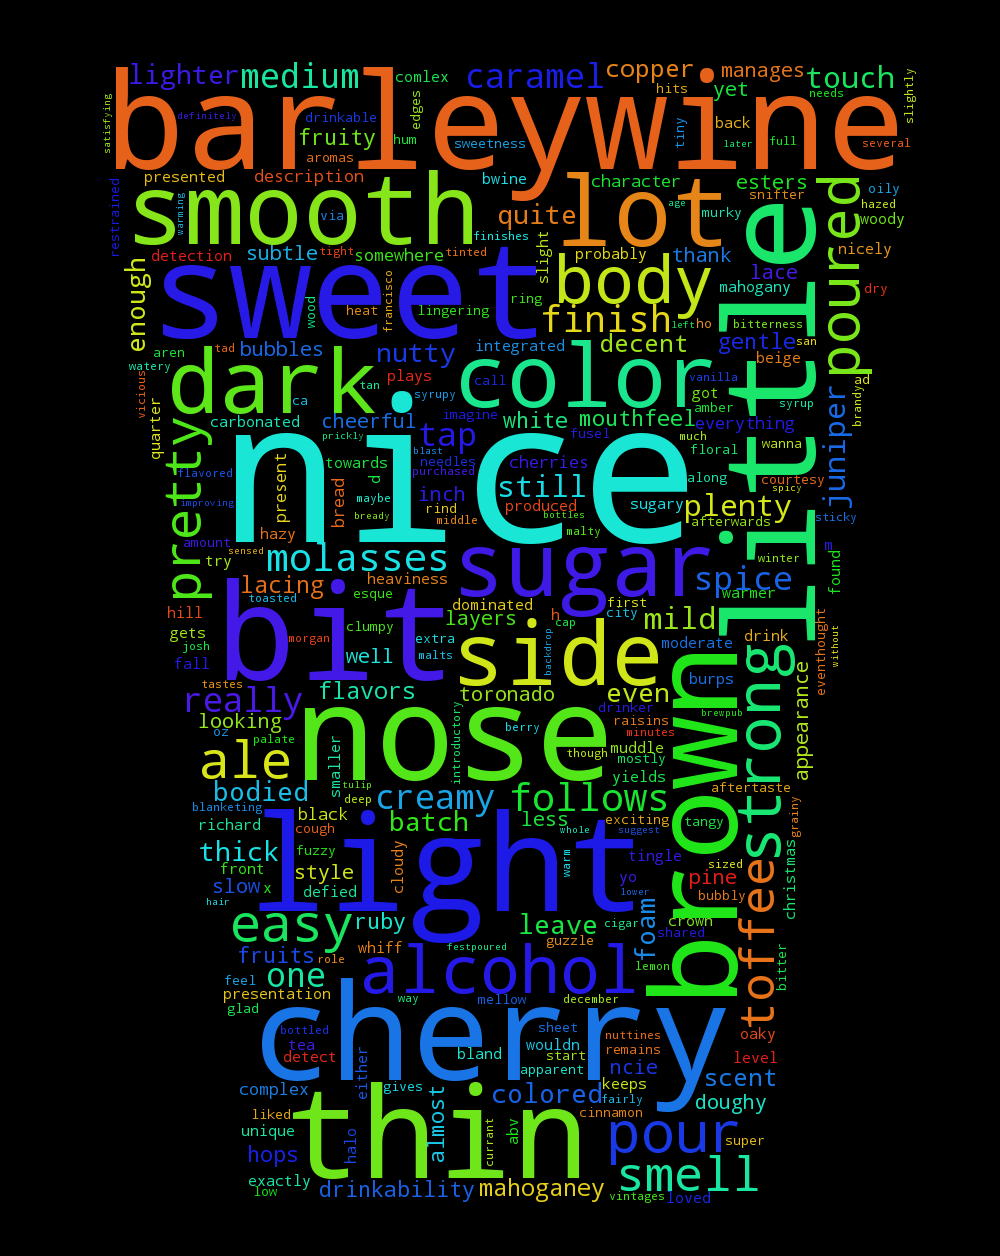 lighter medium comlex caramel copper manages touch
hits yet needs slightly
barleywine
satisfying definitely drinkable edges fruity hum sweetness tiny back later full several
aromas
presented description bwine character esters
smooth lot little poured
restrained warming via quite age murky snifter oily hazed woody
finishes
detection subtle tight somewhere tinted slight probably thank nicely
sweet body
enough wood heat francisco lingering ring lace mahogany dry
finish left ho bitterness
aren tad bubbles nutty integrated decent gentle san
watery beige
dark color
vicious tan plays call vanilla ad
ca syrupy got syrup brandy
quarter carbonated cheerful imagine white mouthfeel amber everything juniper
nice
pretty prickly tap fusel much wanna
blast floral
towards needles cherries
flavored d purchased along courtesy
present bread maybe inch still spicy
improving rind produced sugary plenty
hazy bready middle bottles afterwards sticky
malty
amount sensed molasses sugar winter m
try found
lacing heaviness spice
toasted esque warmer
bit dominated first
hill clumpy layers h city mild
cap
gets morgan extra side moderate drink
josh well malts backdrop eventhought without
fall burps
tastes flavors toronado even brown strong appearance
really drinker
looking introductory raisins brewpub
oz nose berry minutes
palate though muddle
ale smaller mostly
tulip yields
bodied deep creamy follows aftertaste
blanketing
richard black batch less exciting tangy grainy
cough whole suggest
light
thick fuzzy cloudy tingle
front style warm sized
slow x defied yo pine christmas
hair lower bubbly
easy ruby leave cigar foam crown toffee
shared
fruits whiff festpoured guzzle
role alcohol lemon bitter
feel one
presentation way mellow december
glad
cherry
bottled sheet nuttines oaky
tea wouldn
detect bland start remains level
either apparent ncie
complex gives colored keeps scent
fairly
thin
liked almost cinnamon doughy
unique halo currant abv pour super
hops
exactly smell
low drinkability mahoganey vintages loved